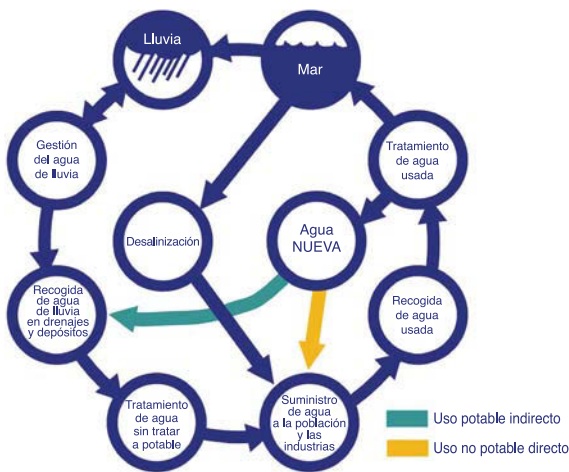 Lluvia
Mar
Gestión
del agua
de lluvia
Tratamiento
de agua
usada
Desalinización
Agua
NUEVA
Recogida
de agua
de lluvia
en drenajes
y depósitos
Recogida
de agua
usada
Tratamiento
de agua
sin tratar
a potable
Suministro
de agua
a la población
y las
industrias
Uso potable indirecto
Uso no potable directo